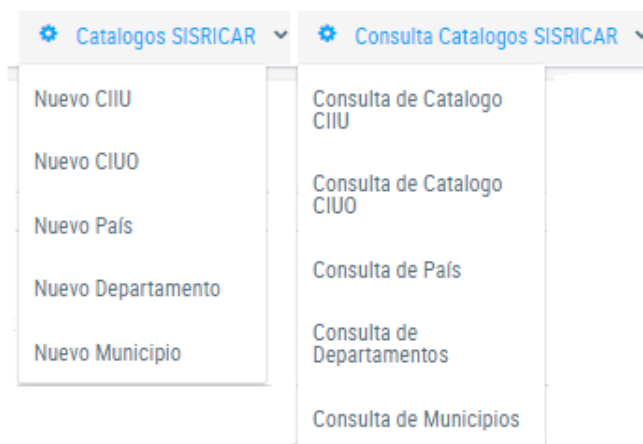 Catalogos SISRICAR
Nuevo CIIU
Nuevo CIUO
Nuevo País
Nuevo Departamento
Nuevo Municipio
Consulta Catalogos SISRICAR
Consulta de Catalogo
CIIU
Consulta de Catalogo
CIUO
Consulta de País
Consulta de
Departamentos
Consulta de Municipios